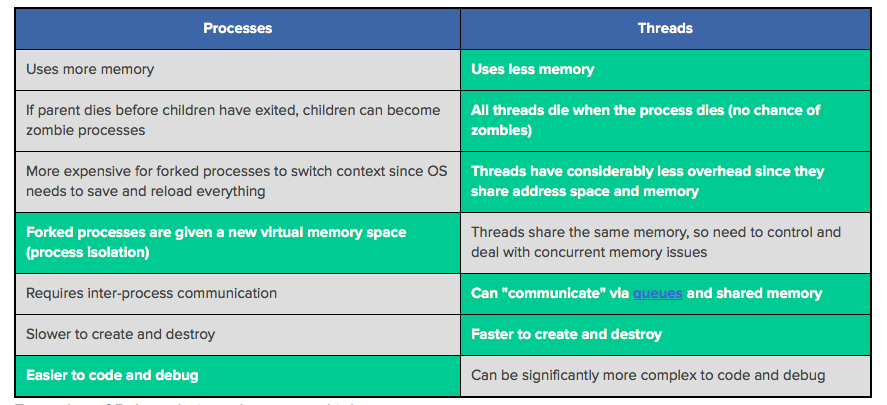 Processes
Threads
Uses more memory
Uses less memory
If parent dies before children have exited, children can become
zombie processes
All threads die when the process dies (no chance of
zombies)
More expensive for forked processes to switch context since OS
needs to save and reload everything
Threads have considerably less overhead since they
share address space and memory
Forked processes are given a new virtual memory space
(process isolation)
Threads share the same memory, so need to control and
deal with concurrent memory issues
Requires inter-process communication
Can "communicate" via queues and shared memory
Slower to create and destroy
Faster to create and destroy
Easier to code and debug
Can be significantly more complex to code and debug